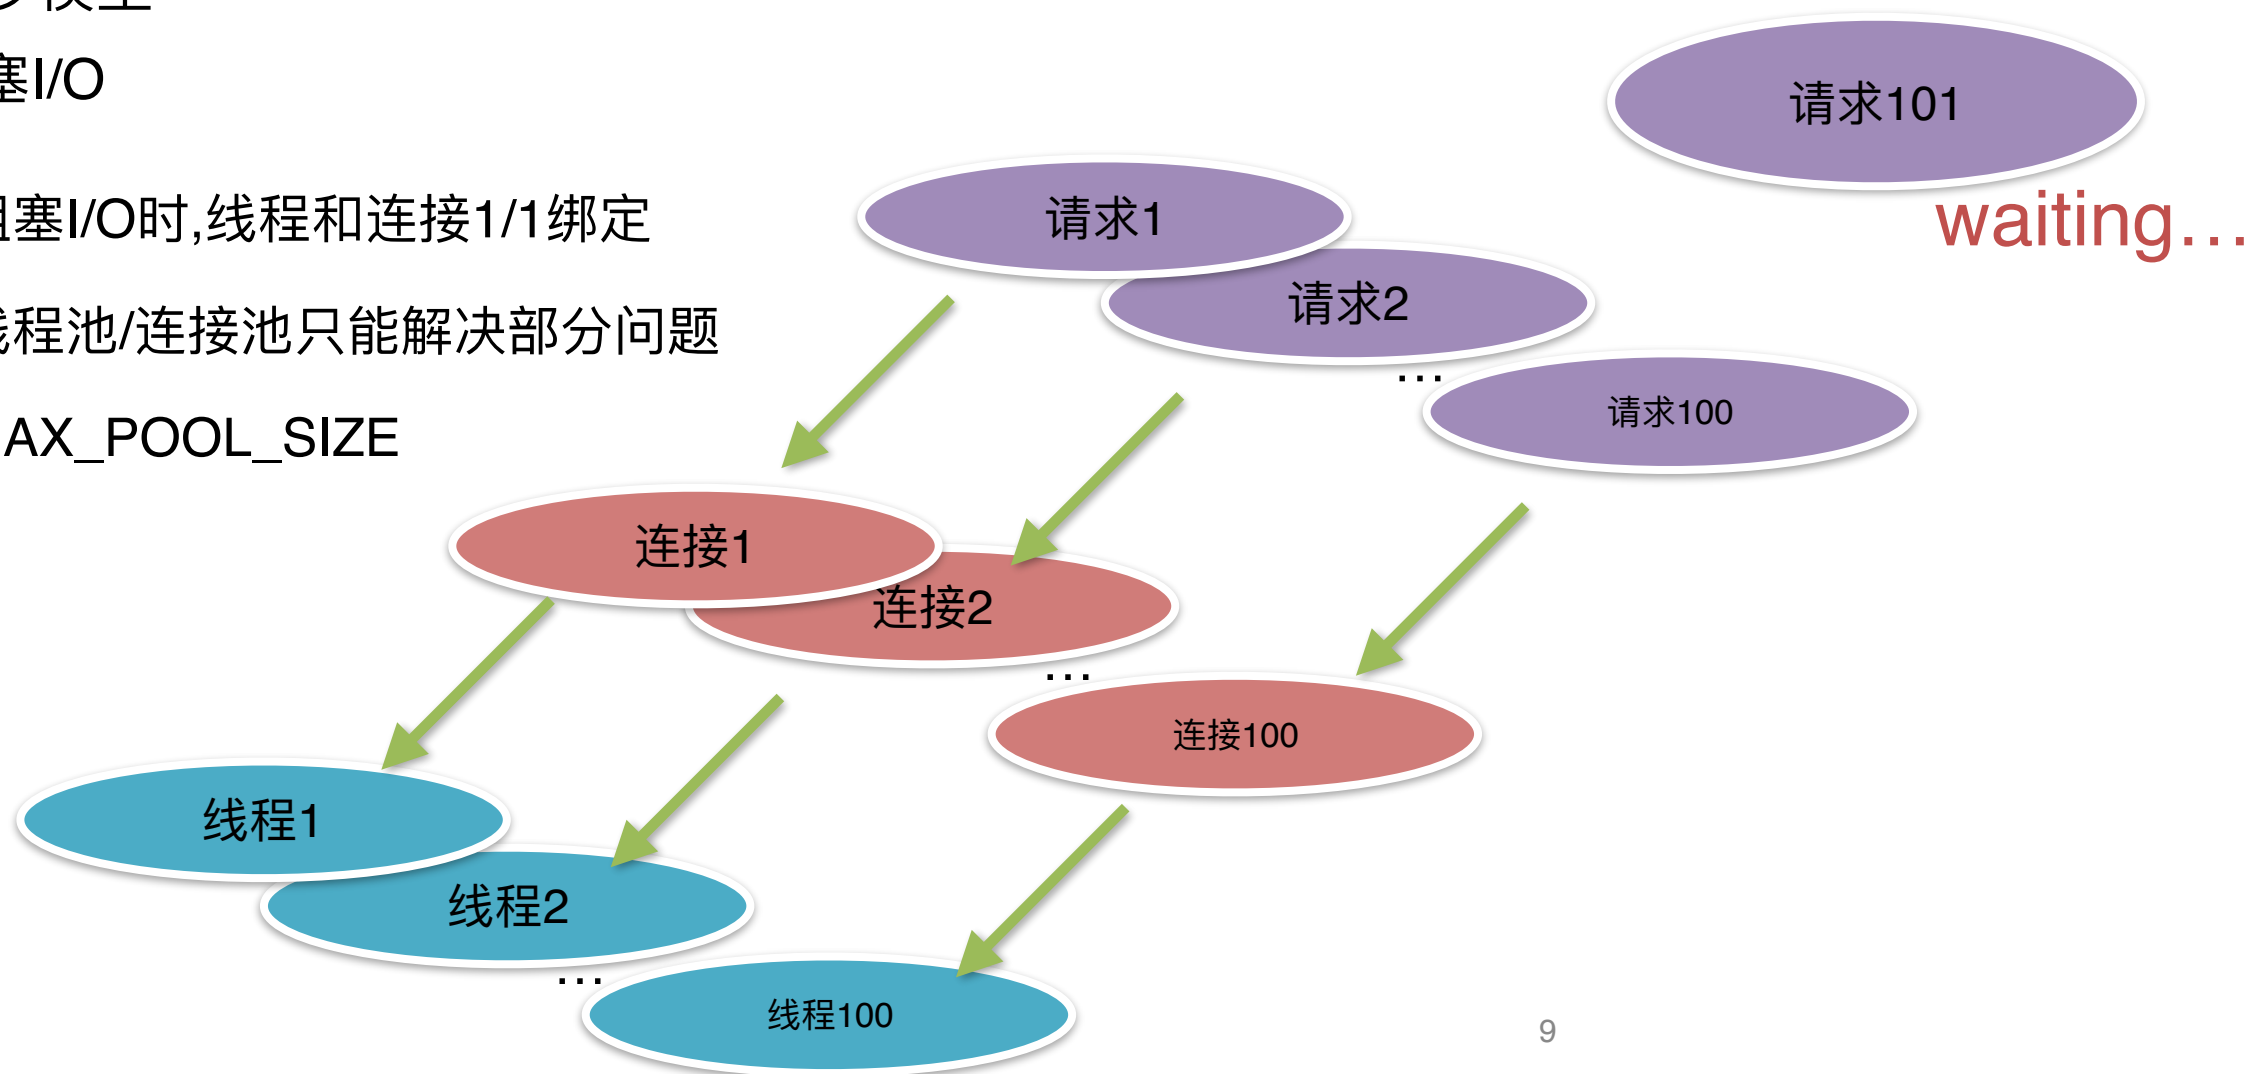 模型
塞I/O
阻塞I/O时,线程和连接1/1绑定
线程池/连接池只能解决部分问题
AX_POOL_SIZE
请求101
waiting…
请求1
请求2
…
请求100
连接1
连接2
…
连接100
线程1
线程2
…
线程100
9